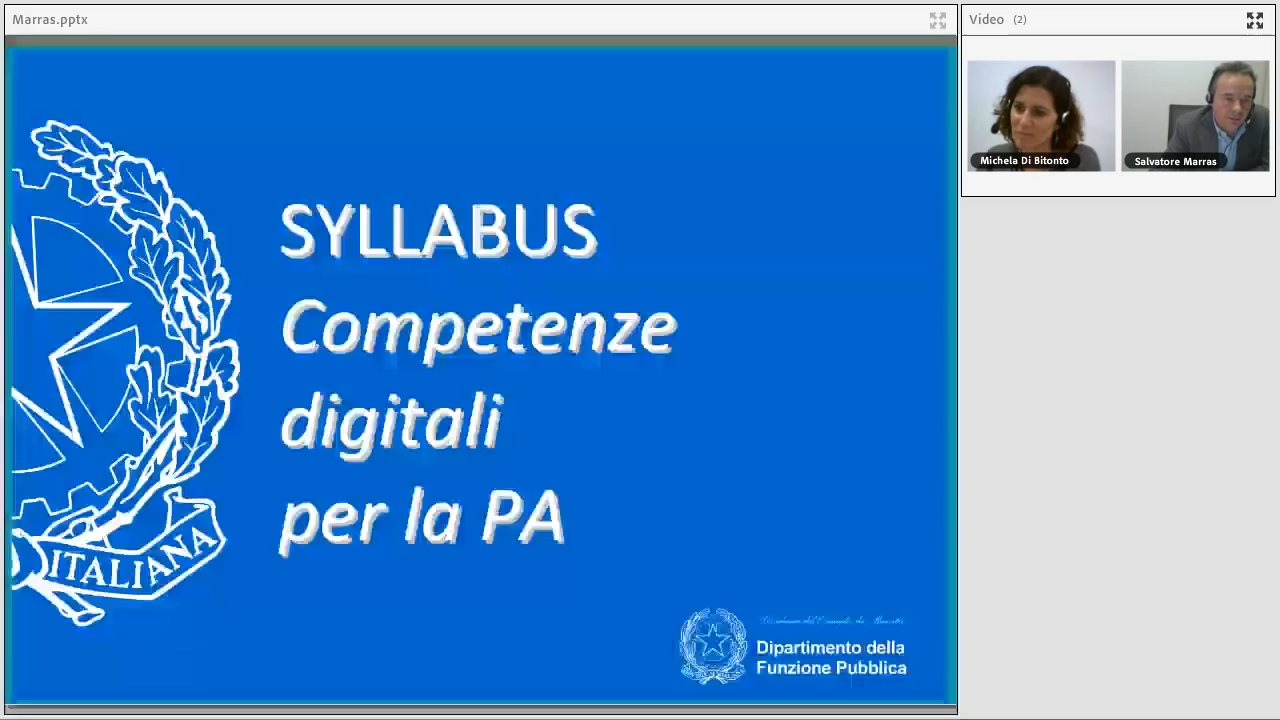 Marras.pptx
Video (2)
Michela Di Bitonto
Salvatore Marras
SYLLABUS
Competenze
digitali
per la PA
ITALIANA
Dipartimento della
Funzione Pubblica